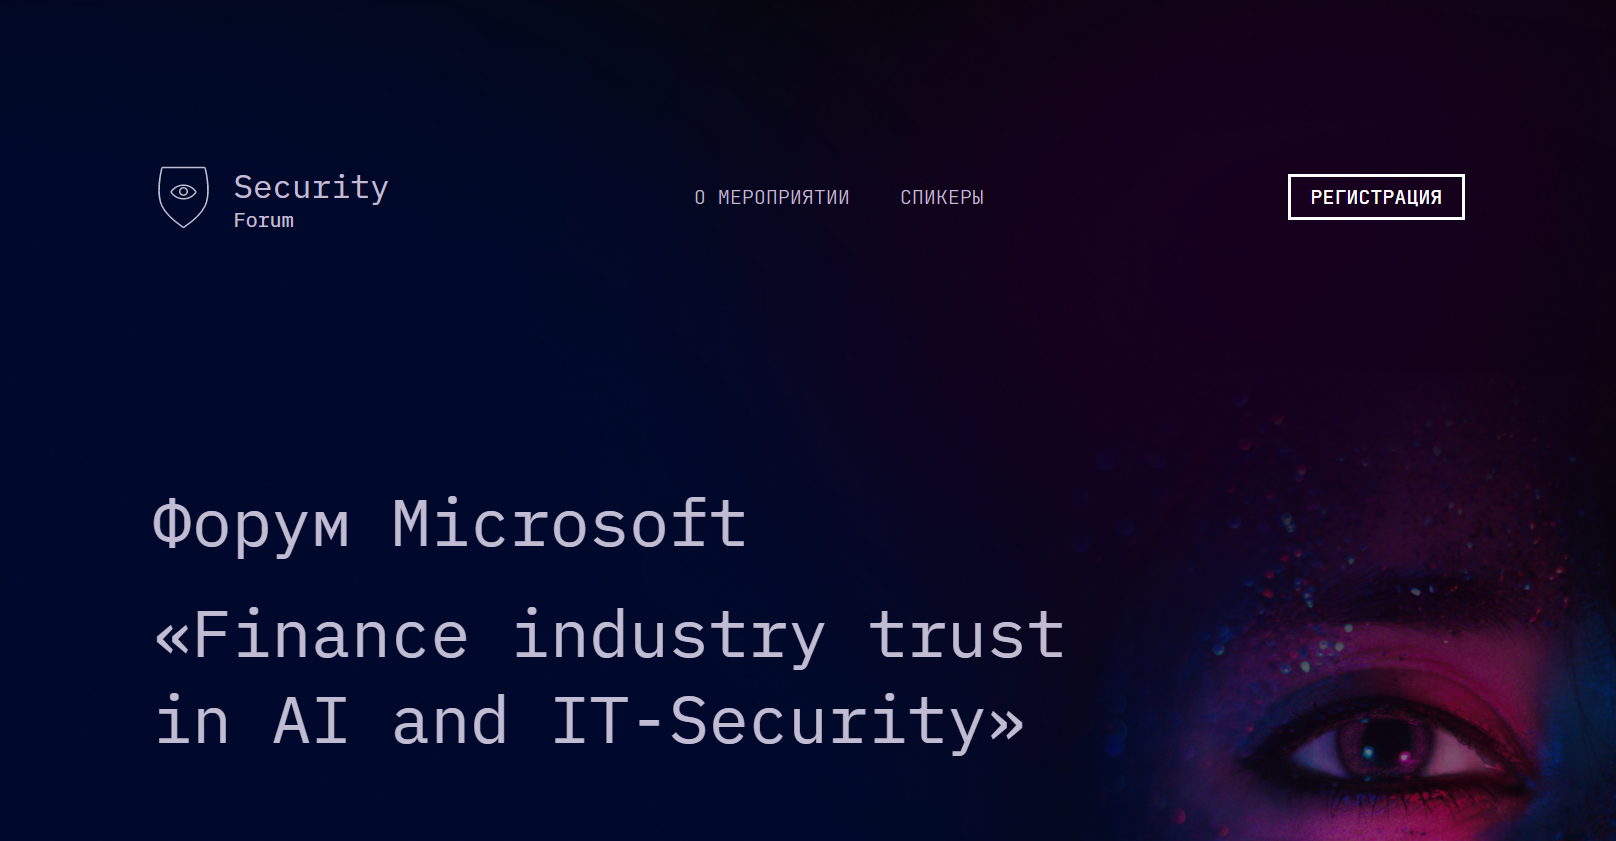 Security
Forum
О МЕРОПРИЯТИИ
СПИКЕРЫ
РЕГИСТРАЦИЯ
Форум Microsoft
«Finance industry trust
in AI and IT-Security»